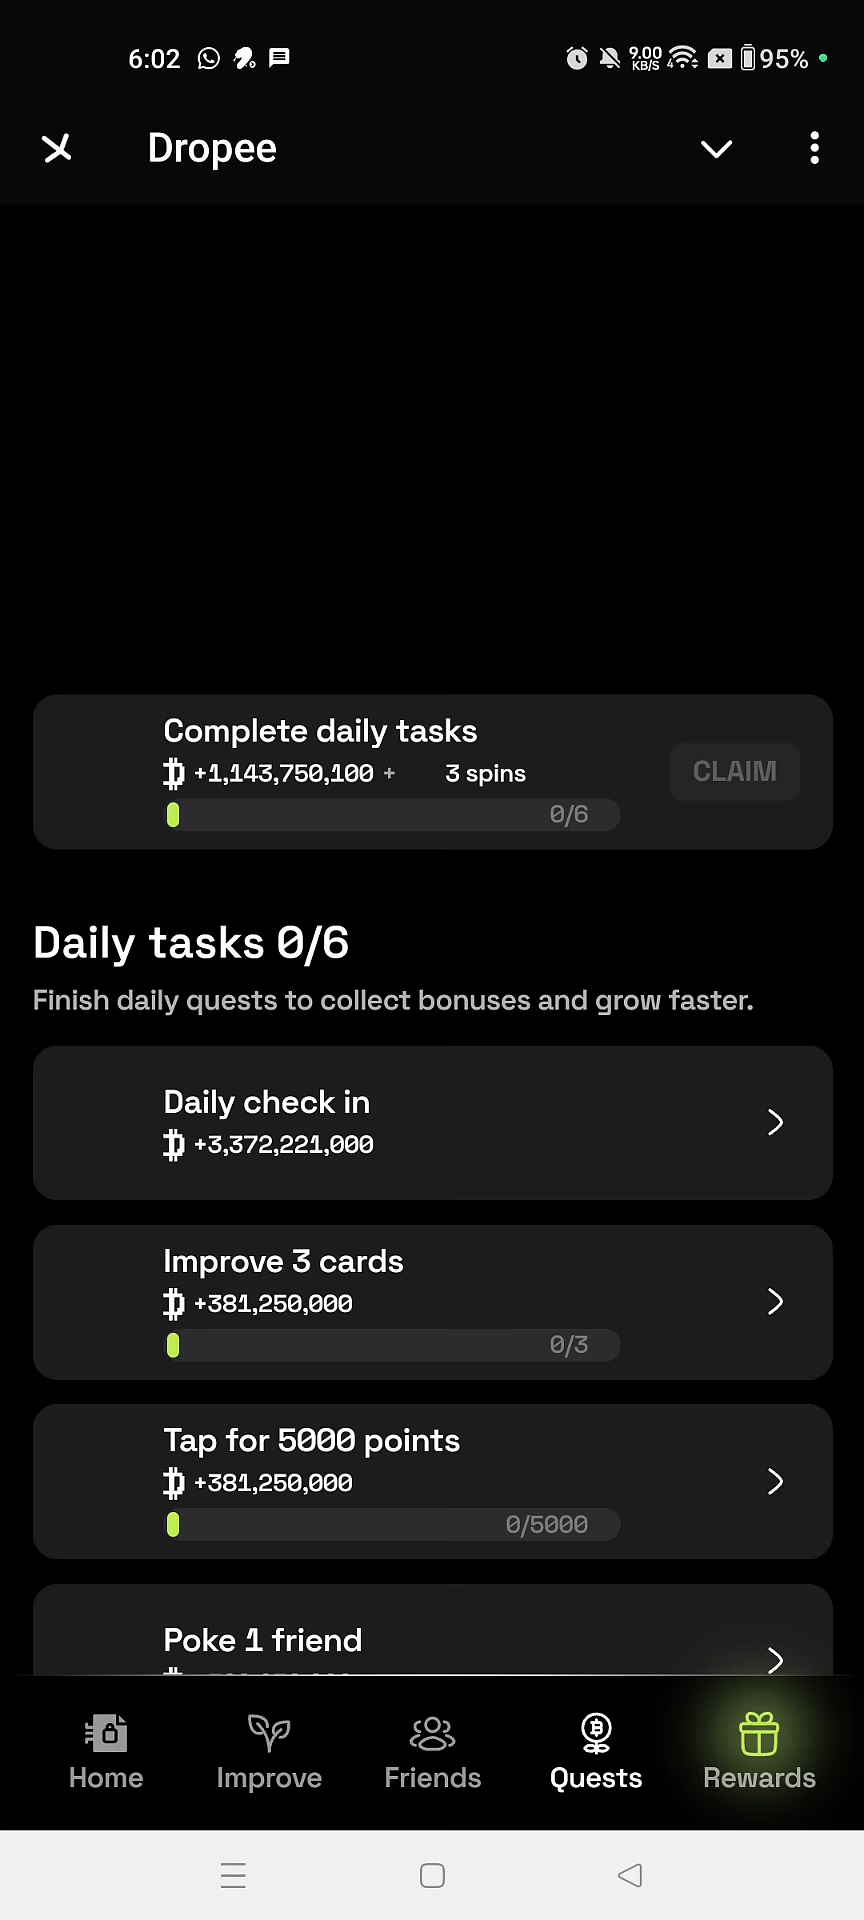 6:02
9.00 KB/S
4
95%
Dropee
Complete daily tasks
+1,143,750,100 + 3 spins
CLAIM
0/6
Daily tasks 0/6
Finish daily quests to collect bonuses and grow faster.
Daily check in
+3,372,221,000
Improve 3 cards
+381,250,000
0/3
Tap for 5000 points
+381,250,000
0/5000
Poke 1 friend
Home
Improve
Friends
Quests
Rewards